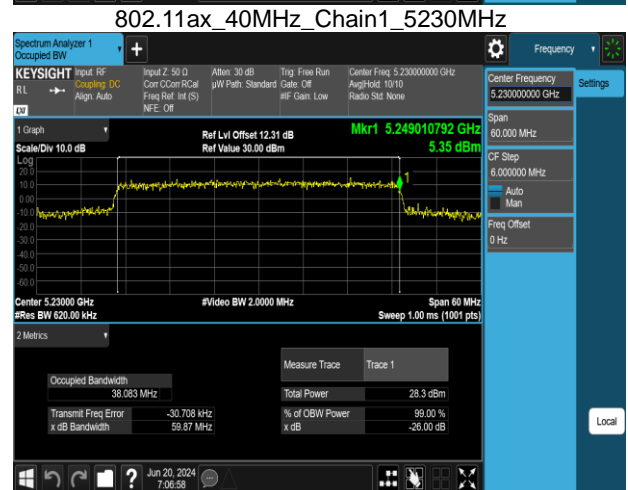 802.11ax_40MHz_Chain1_5230MHz
Spectrum Analyzer 1
Occupied BW
Frequency
KEYSIGHT
RL
LXI
Input: RF
Coupling: DC
Align: Auto
Input Z: 50 Ω
Corr CCorr RCal
Freq Ref: Int (S)
NFE: Off
Atten: 30 dB
µW Path: Standard
Trig: Free Run
Gate: Off
#IF Gain: Low
Center Freq: 5.230000000 GHz
Avg|Hold: 10/10
Radio Std: None
Center Frequency
5.230000000 GHz
Settings
Span
60.000 MHz
CF Step
6.000000 MHz
Auto
Man
Freq Offset
0 Hz
Local
1 Graph
Scale/Div 10.0 dB
Ref Lvl Offset 12.31 dB
Ref Value 30.00 dBm
Mkr1 5.249010792 GHz
5.35 dBm
Log
20.0
10.0
0.00
-10.0
-20.0
-30.0
-40.0
-50.0
-60.0
1
Center 5.23000 GHz
#Res BW 620.00 kHz
#Video BW 2.0000 MHz
Span 60 MHz
Sweep 1.00 ms (1001 pts)
2 Metrics
Measure Trace Trace 1
Occupied Bandwidth
38.083 MHz
Total Power 28.3 dBm
Transmit Freq Error -30.708 kHz
% of OBW Power 99.00 %
x dB Bandwidth 59.87 MHz
x dB -26.00 dB
Jun 20, 2024
7:06:58